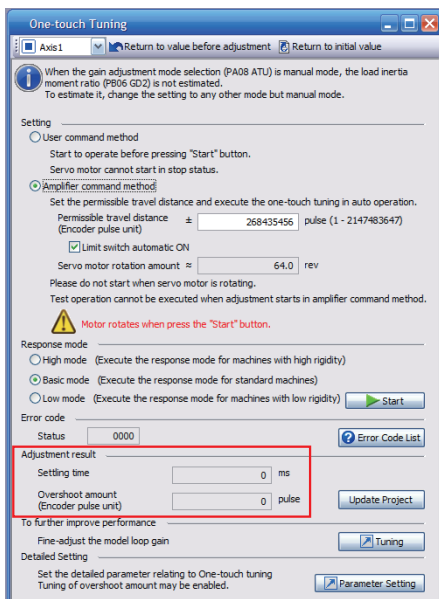 One-touch Tuning
Axis1 Return to value before adjustment Return to initial value
When the gain adjustment mode selection (PA08 ATU) is manual mode, the load inertia
moment ratio (PB06 GD2) is not estimated.
To estimate it, change the setting to any other mode but manual mode.
Setting
User command method
Start to operate before pressing "Start" button.
Servo motor cannot start in stop status.
Amplifier command method
Set the permissible travel distance and execute the one-touch tuning in auto operation.
Permissible travel distance ± 268435456 pulse (1 - 2147483647)
(Encoder pulse unit)
Limit switch automatic ON
Servo motor rotation amount ≈ 64.0 rev
Please do not start when servo motor is rotating.
Test operation cannot be executed when adjustment starts in amplifier command method.
Motor rotates when press the "Start" button.
Response mode
High mode (Execute the response mode for machines with high rigidity)
Basic mode (Execute the response mode for standard machines)
Low mode (Execute the response mode for machines with low rigidity) Start
Error code
Status 0000 Error Code List
Adjustment result
Settling time 0 ms
Overshoot amount 0 pulse Update Project
(Encoder pulse unit)
To further improve performance
Fine-adjust the model loop gain Tuning
Detailed Setting
Set the detailed parameter relating to One-touch tuning
Tuning of overshoot amount may be enabled. Parameter Setting